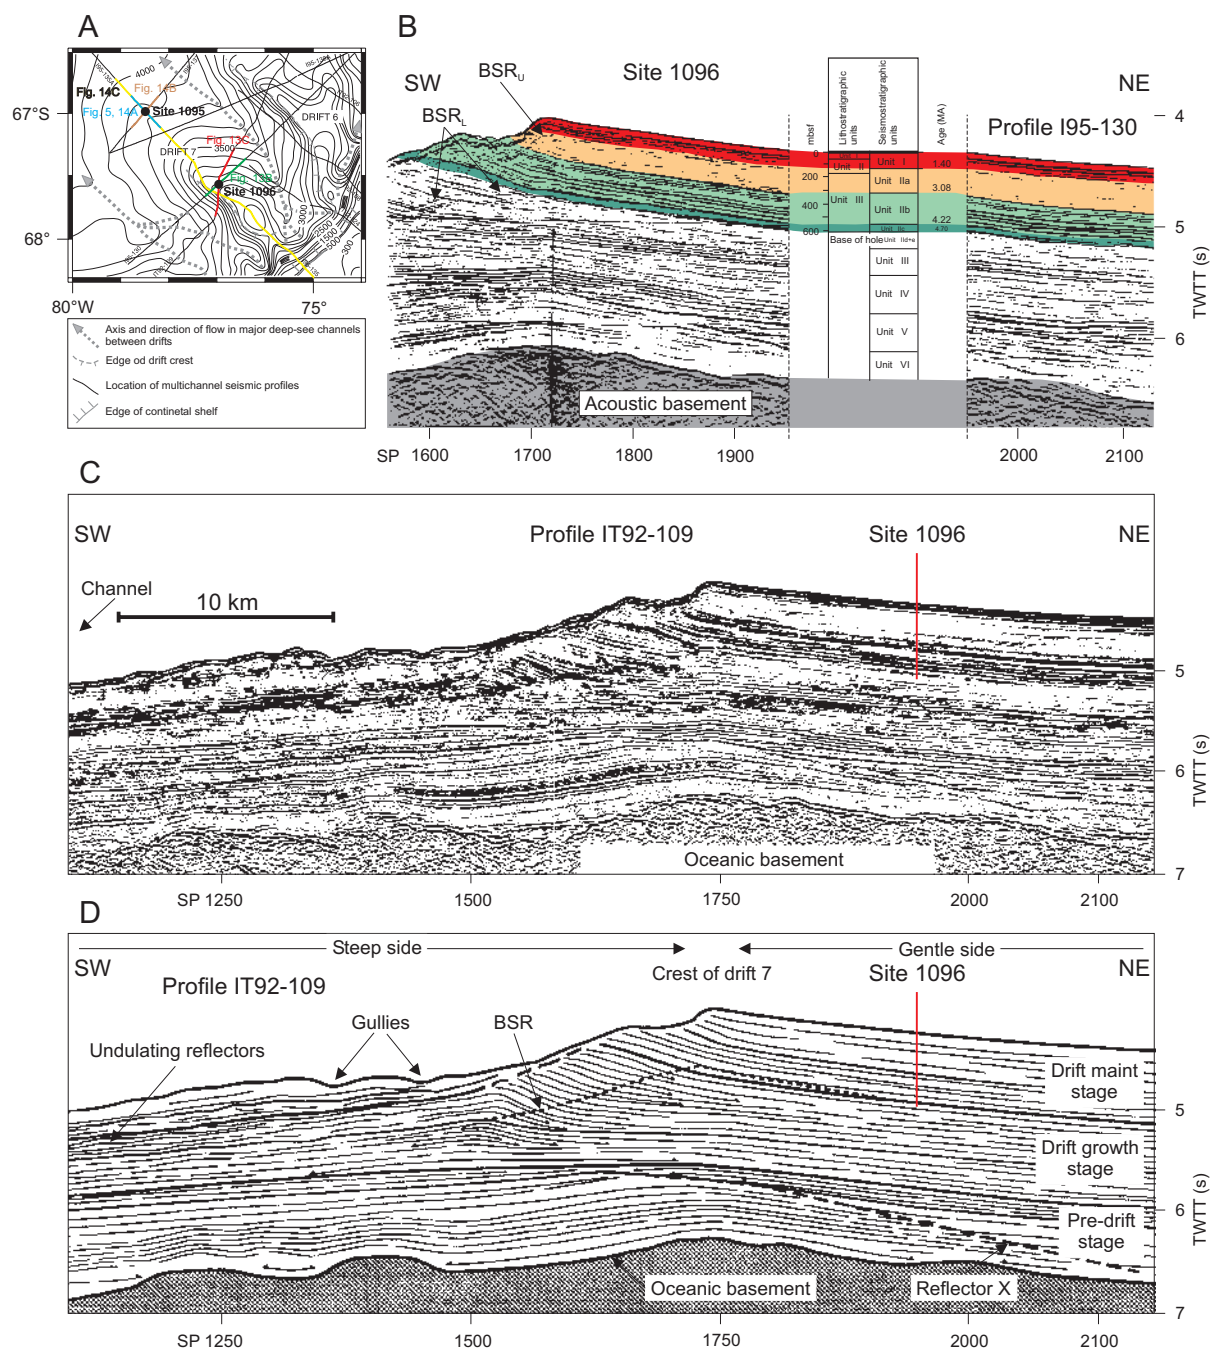 A
4000
Fig. 14C
Fig. 14B
Fig. 5, 14A
Site 1095
67°S
DRIFT 6
Fig. 13C
DRIFT 7
3500
Fig. 13B
Site 1096
3000
2500
300
68°
80°W
75°
Axis and direction of flow in major deep-see channels
between drifts
Edge od drift crest
Location of multichannel seismic profiles
Edge of continetal shelf
B
SW
BSRU
Site 1096
NE
BSRL
Profile I95-130
mbsf
Lithostratigraphic
units
Seismostratigraphic
units
Age (MA)
4
0
Unit I
1.40
Unit II
200
Unit IIa
3.08
Unit III
400
Unit IIb
4.22
5
600
Unit IIc
4.70
Base of hole
Unit IId+e
Unit III
TWTT (s)
Unit IV
Unit V
6
Unit VI
Acoustic basement
SP 1600
1700
1800
1900
2000
2100
C
SW
Profile IT92-109
Site 1096
NE
Channel
10 km
5
6
TWTT (s)
Oceanic basement
7
SP 1250
1500
1750
2000
2100
D
Steep side
Gentle side
SW
Crest of drift 7
Site 1096
NE
Profile IT92-109
Gullies
BSR
Undulating reflectors
Drift maint
stage
5
Drift growth
stage
Pre-drift
stage
6
TWTT (s)
Oceanic basement
Reflector X
7
SP 1250
1500
1750
2000
2100